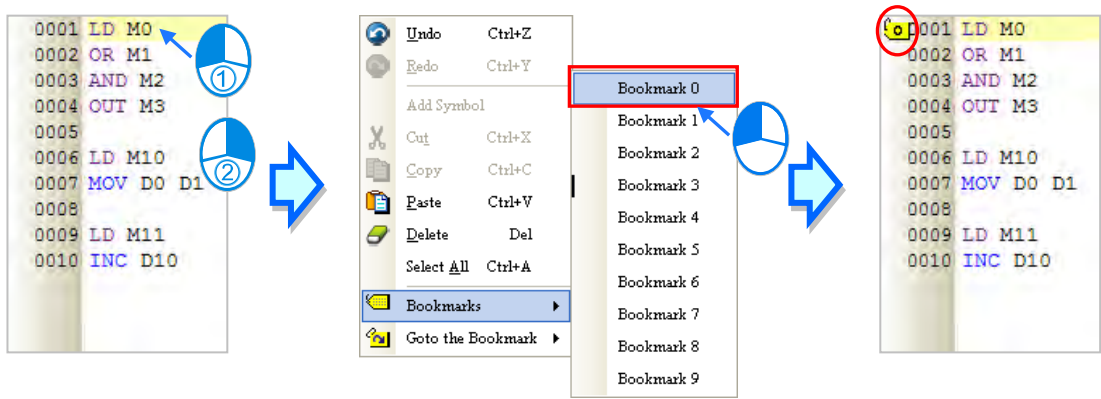 0001 LD M0
0002 OR M1
0003 AND M2
0004 OUT M3
0005
0006 LD M10
0007 MOV D0 D1
0008
0009 LD M11
0010 INC D10
①
②
Undo Ctrl+Z
Redo Ctrl+Y
Add Symbol
Cut Ctrl+X
Copy Ctrl+C
Paste Ctrl+V
Delete Del
Select All Ctrl+A
Bookmarks
Goto the Bookmark
Bookmark 0
Bookmark 1
Bookmark 2
Bookmark 3
Bookmark 4
Bookmark 5
Bookmark 6
Bookmark 7
Bookmark 8
Bookmark 9
0 0001 LD M0
0002 OR M1
0003 AND M2
0004 OUT M3
0005
0006 LD M10
0007 MOV D0 D1
0008
0009 LD M11
0010 INC D10